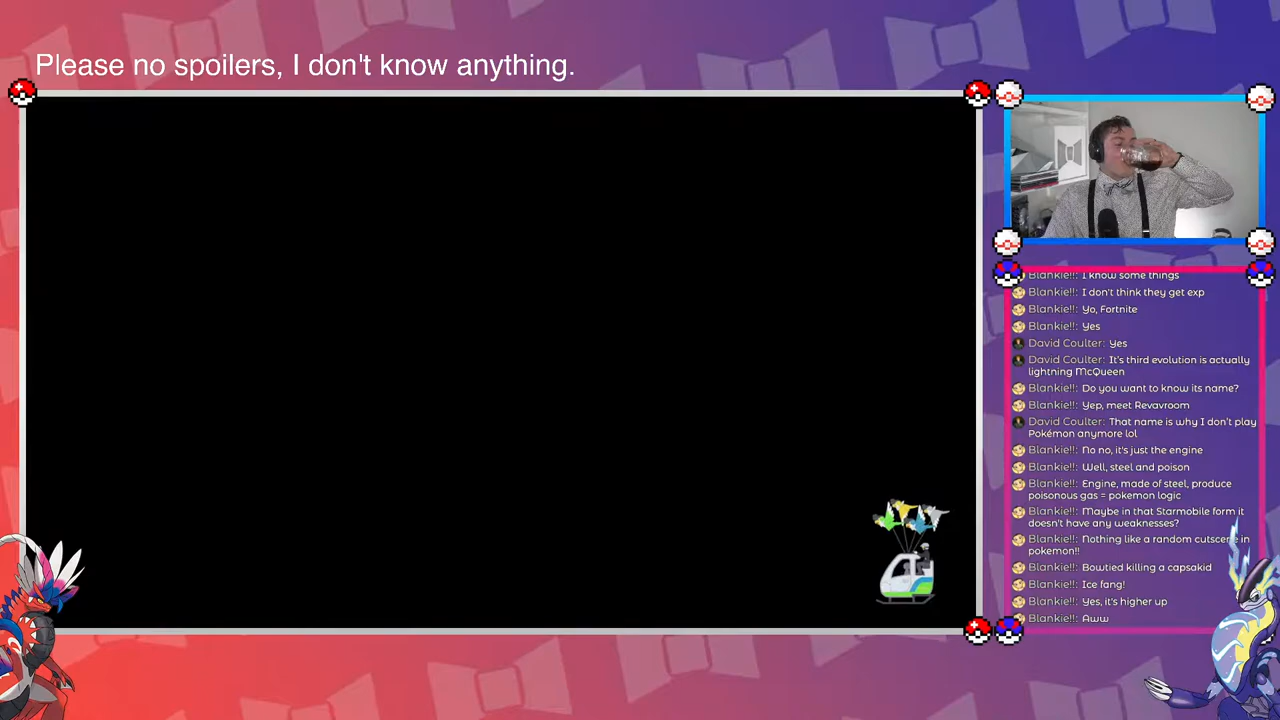 Please no spoilers, I don't know anything.
Blankie!!: I know some things
Blankie!!: I don't think they get exp
Blankie!!: Yo, Fortnite
Blankie!!: Yes
David Coulter: Yes
David Coulter: It's third evolution is actually
lightning McQueen
Blankie!!: Do you want to know its name?
Blankie!!: Yep, meet Revavroom
David Coulter: That name is why I don't play
Pokémon anymore lol
Blankie!!: No no, it's just the engine
Blankie!!: Well, steel and poison
Blankie!!: Engine, made of steel, produce
poisonous gas = pokemon logic
Blankie!!: Maybe in that Starmobile form it
doesn't have any weaknesses?
Blankie!!: Nothing like a random cutscene in
pokemon!!
Blankie!!: Bowtied killing a capsakid
Blankie!!: Ice fang!
Blankie!!: Yes, it's higher up
Blankie!!: Aww